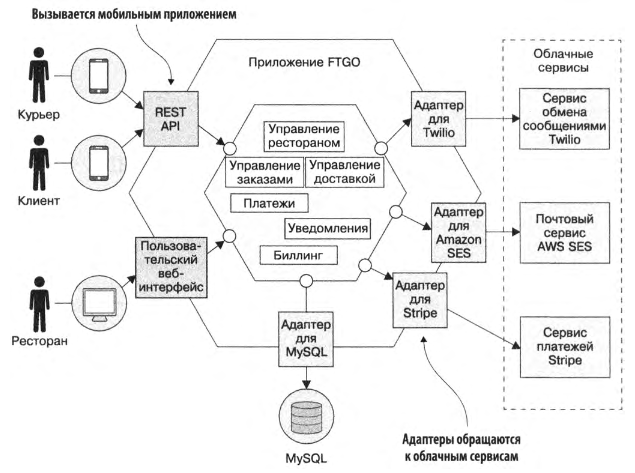 Вызывается мобильным приложением
Курьер
Клиент
Ресторан
REST
API
Пользова-
тельский
веб-
интерфейс
Приложение FTGO
Управление
рестораном
Управление
заказами
Управление
доставкой
Платежи
Уведомления
Биллинг
Адаптер
для
Twilio
Адаптер
для
Amazon
SES
Адаптер
для
Stripe
Адаптер
для
MySQL
MySQL
Облачные
сервисы
Сервис
обмена
сообщениями
Twilio
Почтовый
сервис
AWS SES
Сервис
платежей
Stripe
Адаптеры обращаются
к облачным сервисам